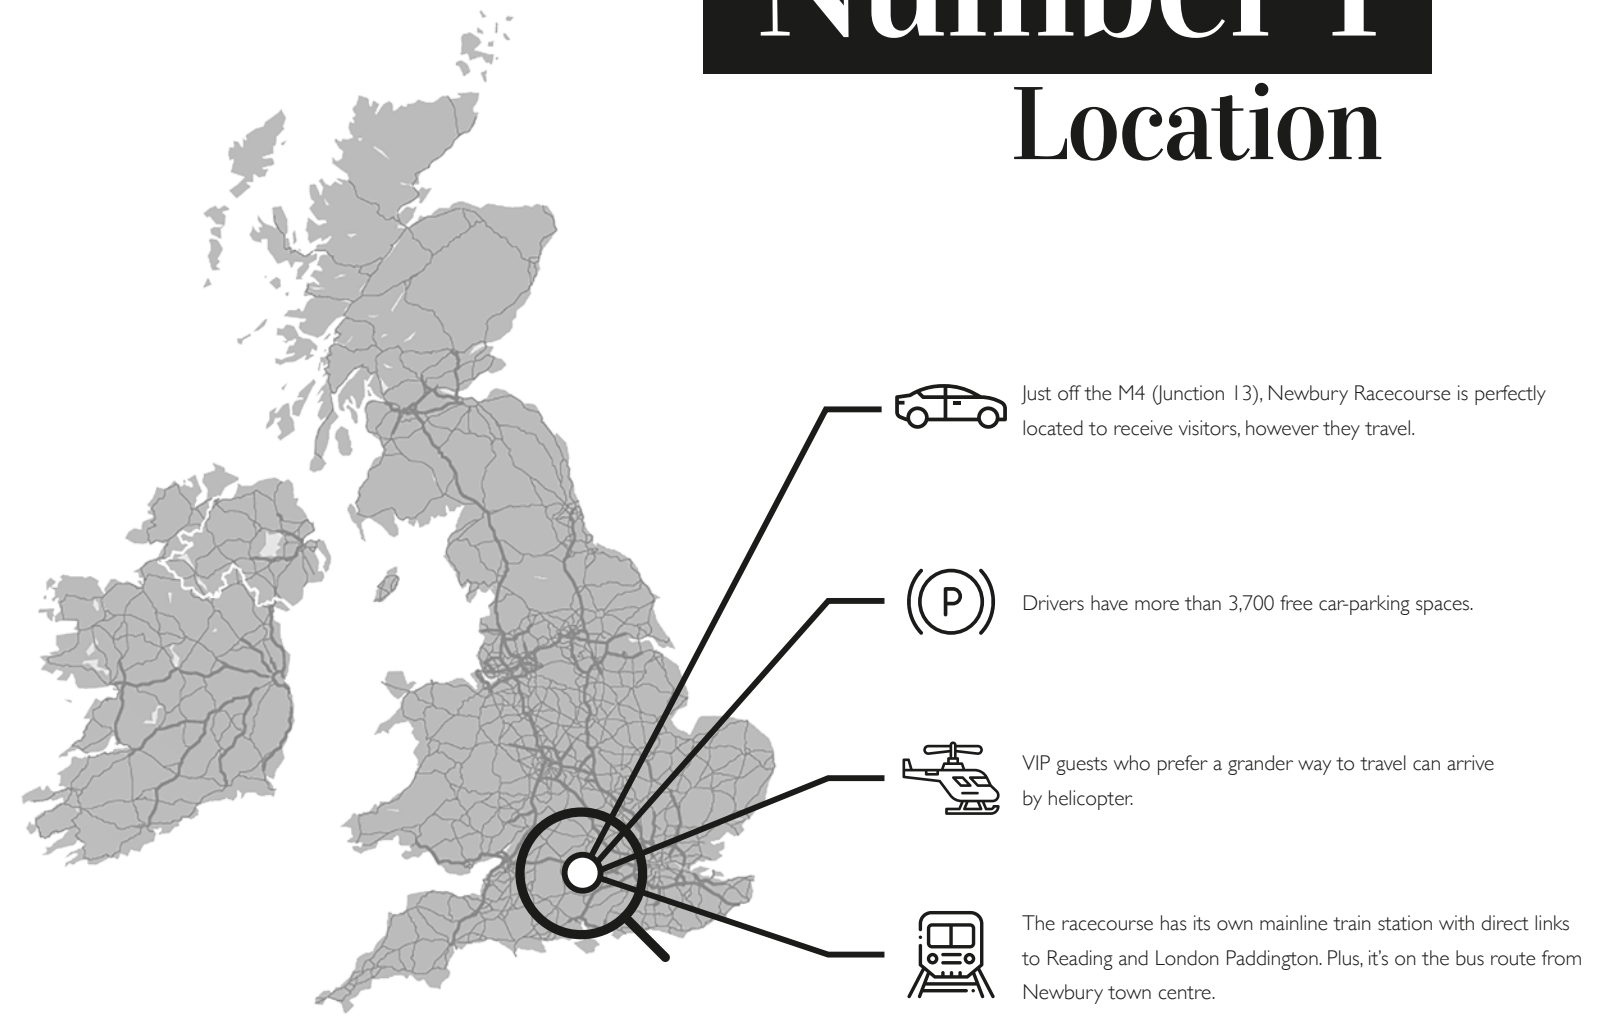 Number 1
Location
Just off the M4 (Junction 13), Newbury Racecourse is perfectly
located to receive visitors, however they travel.
P
Drivers have more than 3,700 free car-parking spaces.
VIP guests who prefer a grander way to travel can arrive
by helicopter.
The racecourse has its own mainline train station with direct links
to Reading and London Paddington. Plus, it's on the bus route from
Newbury town centre.